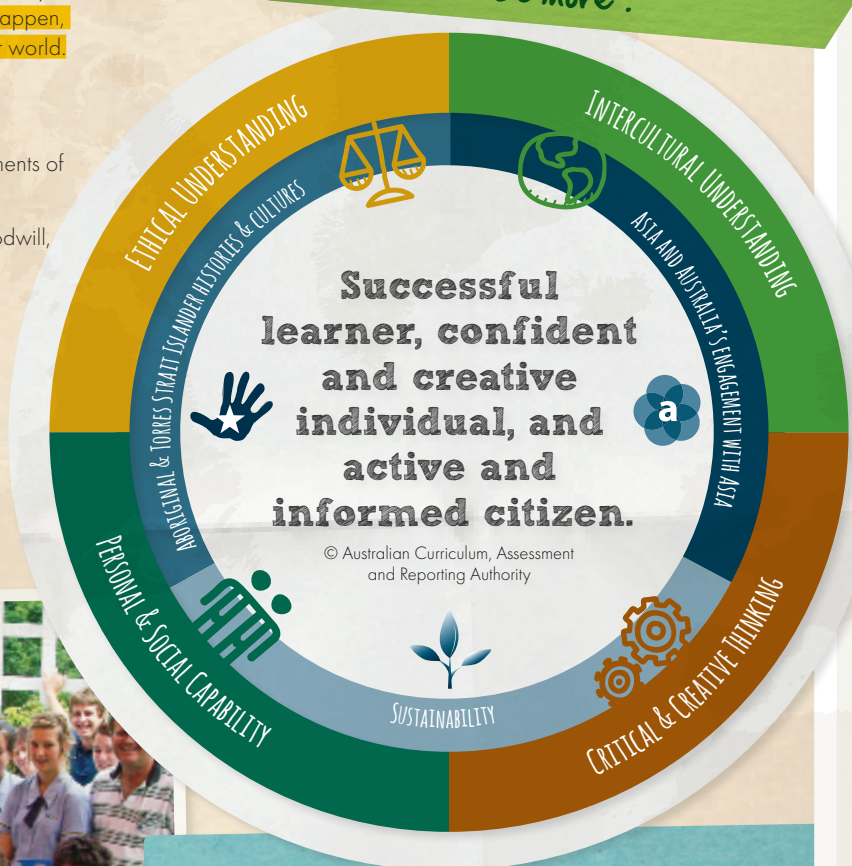 appen,
world.
ments of
odwill,
more!
ETHICAL UNDERSTANDING
INTERCULTURAL UNDERSTANDING
ABORIGINAL & TORRES STRAIT ISLANDER HISTORIES & CULTURES
ASIA AND AUSTRALIA'S ENGAGEMENT WITH ASIA
Successful
learner, confident
and creative
individual, and
active and
informed citizen.
a
© Australian Curriculum, Assessment
and Reporting Authority
PERSONAL & SOCIAL CAPABILITY
SUSTAINABILITY
CRITICAL & CREATIVE THINKING